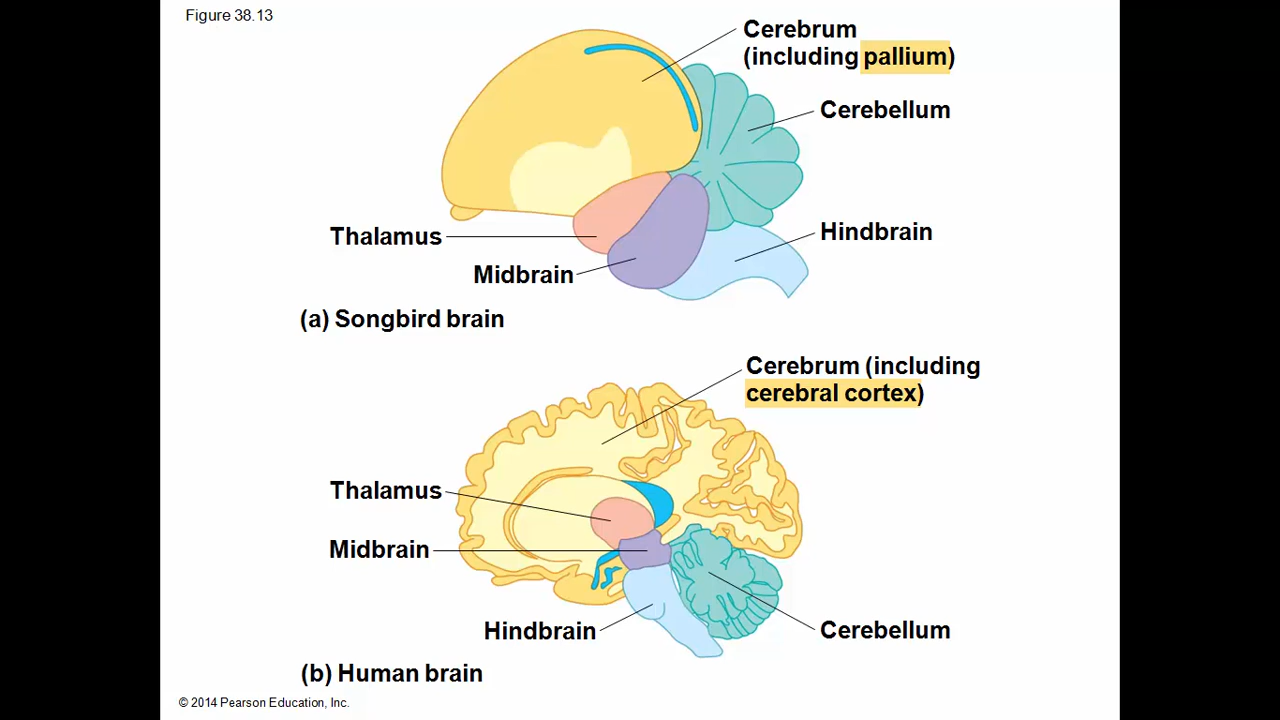 Figure 38.13
Cerebrum
(including pallium)
Cerebellum
Thalamus
Hindbrain
Midbrain
(a) Songbird brain
Cerebrum (including
cerebral cortex)
Thalamus
Midbrain
Hindbrain
Cerebellum
(b) Human brain
© 2014 Pearson Education, Inc.